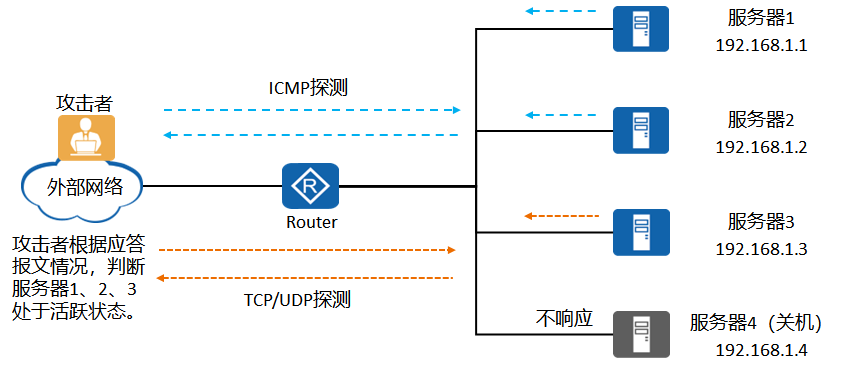 服务器1
192.168.1.1
ICMP探测
攻击者
服务器2
192.168.1.2
外部网络
R
Router
服务器3
192.168.1.3
攻击者根据应答
报文情况，判断
服务器1、2、3
处于活跃状态。
TCP/UDP探测
不响应
服务器4（关机）
192.168.1.4